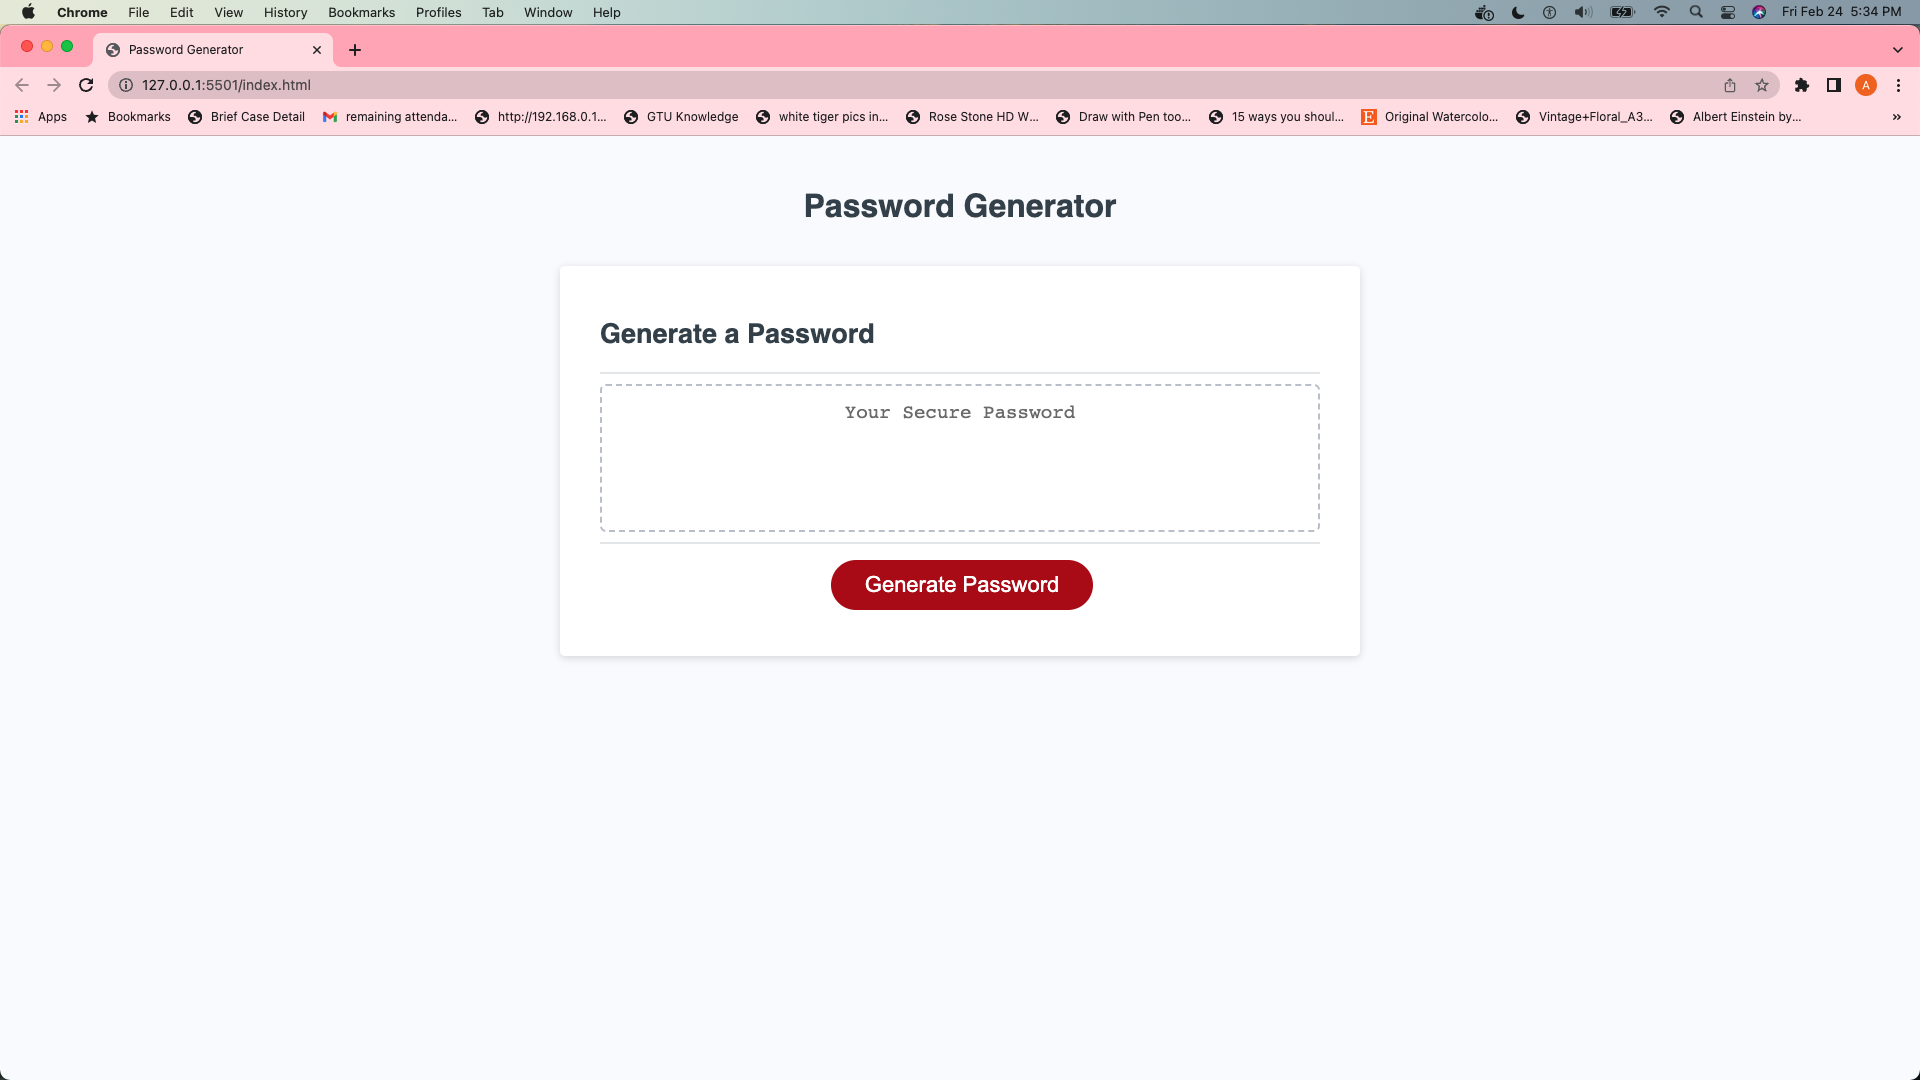 Chrome File Edit View History Bookmarks Profiles Tab Window Help Fri Feb 24 5:34 PM
Password Generator
127.0.0.1:5501/index.html A
Apps Bookmarks Brief Case Detail remaining attenda... http://192.168.0.1... GTU Knowledge white tiger pics in... Rose Stone HD W... Draw with Pen too... 15 ways you shoul... E Original Watercolo... Vintage+Floral_A3... Albert Einstein by... »
Password Generator
Generate a Password
Your Secure Password
Generate Password